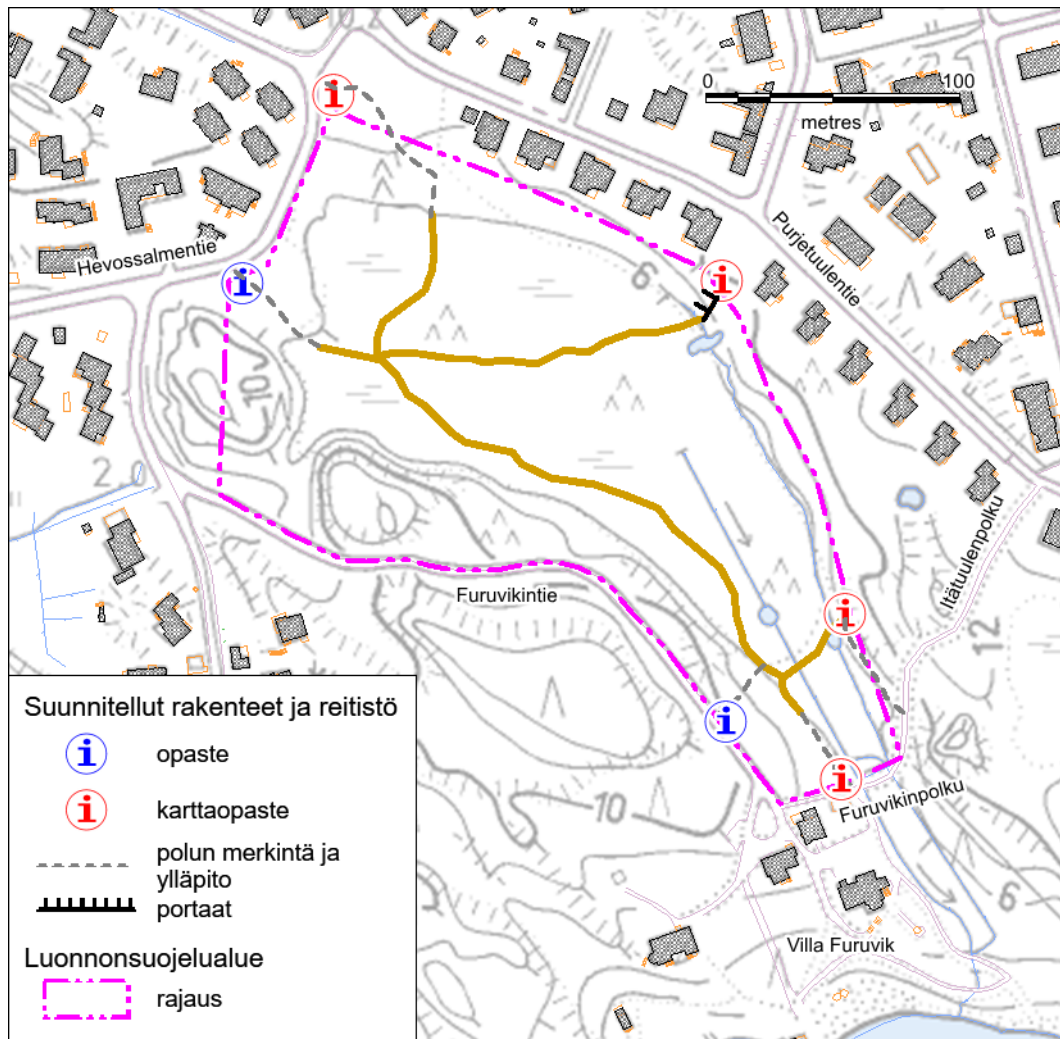 0
100
metres
Hevossalmentie
Purjetuulentie
6
10
2
Itätuulenpolku
12
Furuvikintie
10
Furuvikinpolku
6
Villa Furuvik
Suunnitellut rakenteet ja reitistö
i opaste
i karttaopaste
polun merkintä ja
ylläpito
portaat
Luonnonsuojelualue
rajaus